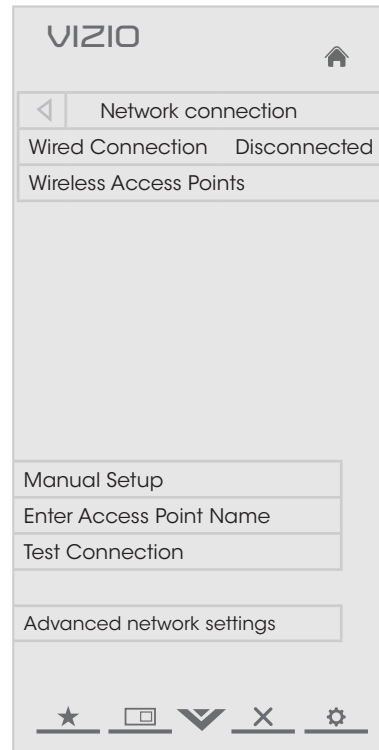 VIZIO
Network connection
Wired Connection Disconnected
Wireless Access Points
Manual Setup
Enter Access Point Name
Test Connection
Advanced network settings